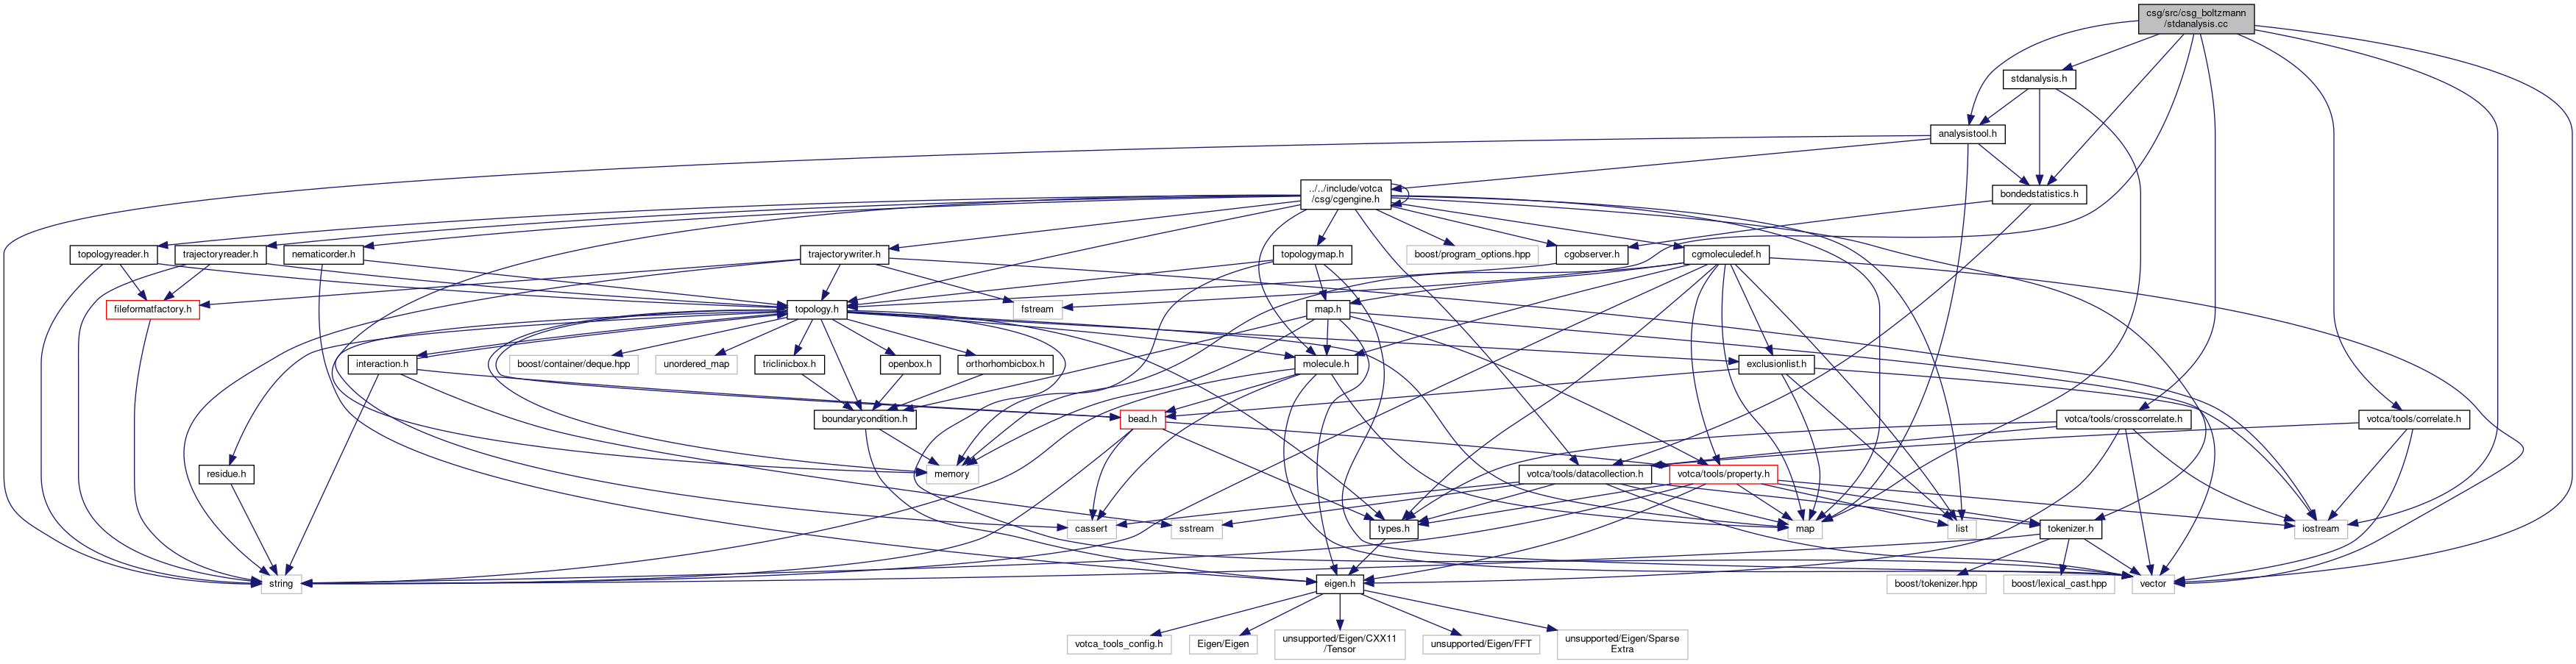 csg/src/csg_boltzmann
/stdanalysis.cc
stdanalysis.h
analysistool.h
../../include/votca
/csg/cgengine.h
bondedstatistics.h
topologyreader.h
trajectoryreader.h
nematicorder.h
trajectorywriter.h
boost/program_options.hpp
topologymap.h
cgobserver.h
cgmoleculedef.h
fileformatfactory.h
topology.h
fstream
map.h
interaction.h
boost/container/deque.hpp
unordered_map
triclinicbox.h
openbox.h
orthorhombicbox.h
molecule.h
exclusionlist.h
boundarycondition.h
bead.h
votca/tools/crosscorrelate.h
votca/tools/correlate.h
residue.h
memory
votca/tools/datacollection.h
votca/tools/property.h
cassert
sstream
types.h
map
list
tokenizer.h
iostream
string
eigen.h
boost/tokenizer.hpp
boost/lexical_cast.hpp
vector
votca_tools_config.h
Eigen/Eigen
unsupported/Eigen/CXX11
/Tensor
unsupported/Eigen/FFT
unsupported/Eigen/Sparse
Extra